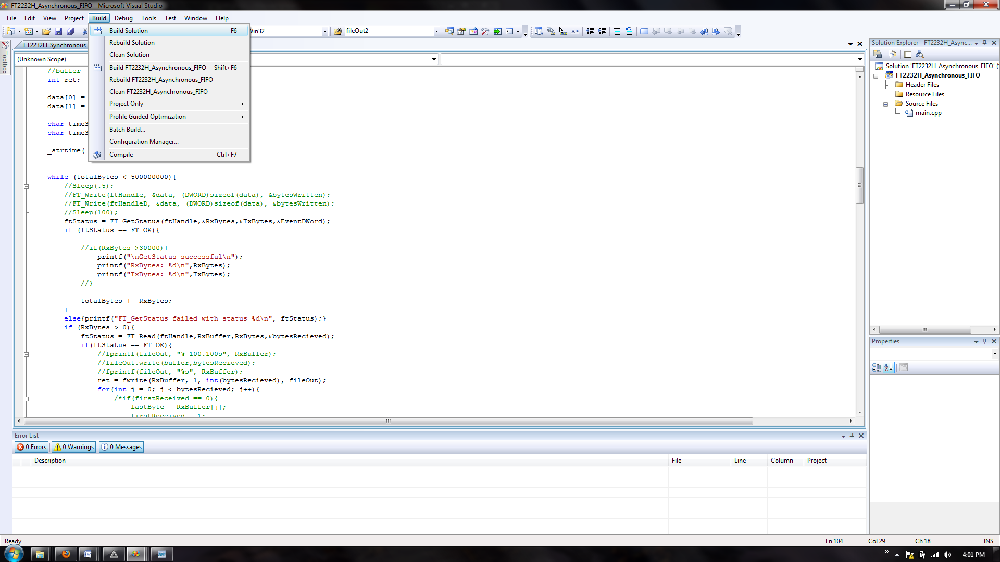 FT2232H_Asynchronous_FIFO - Microsoft Visual Studio
File Edit View Project Build Debug Tools Test Window Help
Win32 fileOut2
Build Solution F6
Rebuild Solution
Clean Solution
Build FT2232H_Asynchronous_FIFO Shift+F6
Rebuild FT2232H_Asynchronous_FIFO
Clean FT2232H_Asynchronous_FIFO
Project Only
Profile Guided Optimization
Batch Build...
Configuration Manager...
Compile Ctrl+F7
Toolbox
FT2232H_Synchronous_
(Unknown Scope)
//buffer =
int ret;
data[0] =
data[1] =
char timeS
char timeS
_strtime(
while (totalBytes < 500000000){
//Sleep(.5);
//FT_Write(ftHandle, &data, (DWORD)sizeof(data), &bytesWritten);
//FT_Write(ftHandleD, &data, (DWORD)sizeof(data), &bytesWritten);
//Sleep(100);
ftStatus = FT_GetStatus(ftHandle,&RxBytes,&TxBytes,&EventDWord);
if (ftStatus == FT_OK){
//if(RxBytes >30000){
printf("\nGetStatus successful\n");
printf("RxBytes: %d\n",RxBytes);
printf("TxBytes: %d\n",TxBytes);
//}
totalBytes += RxBytes;
}
else{printf("FT_GetStatus failed with status %d\n", ftStatus);}
if (RxBytes > 0){
ftStatus = FT_Read(ftHandle,RxBuffer,RxBytes,&bytesRecieved);
if(ftStatus == FT_OK){
//fprintf(fileOut, "%-100.100s", RxBuffer);
//fileOut.write(buffer,bytesRecieved);
//fprintf(fileOut, "%s", RxBuffer);
ret = fwrite(RxBuffer, 1, int(bytesRecieved), fileOut);
for(int j = 0; j < bytesRecieved; j++){
/*if(firstReceived == 0){
lastByte = RxBuffer[j];
firstReceived = 1;
Solution Explorer - FT2232H_Async...
Solution 'FT2232H_Asynchronous_FIFO' (
FT2232H_Asynchronous_FIFO
Header Files
Resource Files
Source Files
main.cpp
Properties
Error List
0 Errors 0 Warnings 0 Messages
Description File Line Column Project
Ready Ln 104 Col 29 Ch 18 INS
4:01 PM